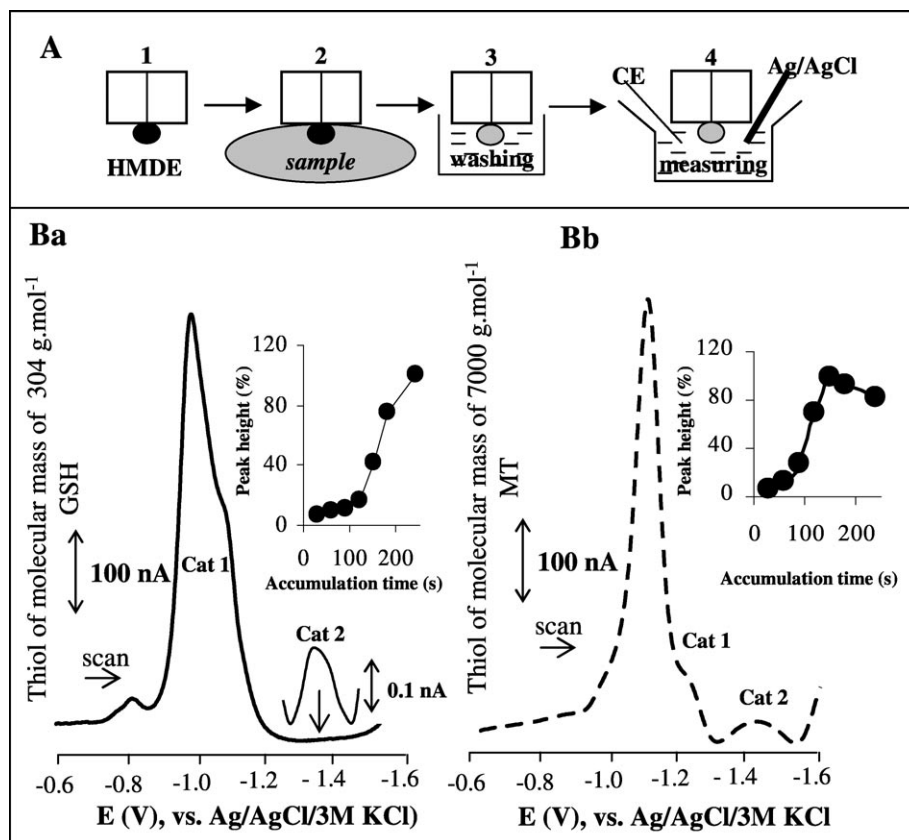 A
1
2
3
4
CE
Ag/AgCl
HMDE
sample
washing
measuring
Ba
Thiol of molecular mass of 304 g.mol⁻¹
GSH
100 nA
scan
Cat 1
Cat 2
0.1 nA
Peak height (%)
120
80
40
0
0 100 200
Accumulation time (s)
-0.6 -0.8 -1.0 -1.2 -1.4 -1.6
E (V), vs. Ag/AgCl/3M KCl)
Bb
Thiol of molecular mass of 7000 g.mol⁻¹
MT
100 nA
scan
Cat 1
Cat 2
Peak height (%)
120
80
40
0
0 100 200
Accumulation time (s)
-0.6 -0.8 -1.0 -1.2 - 1.4 -1.6
E (V), vs. Ag/AgCl/3M KCl